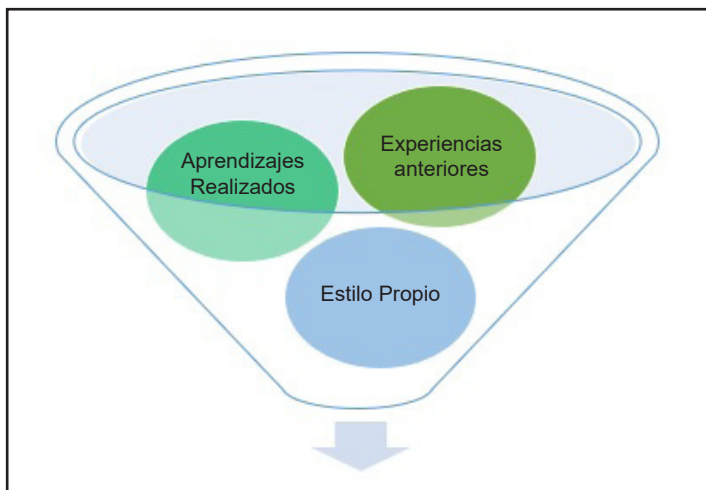 Aprendizajes
Realizados
Experiencias
anteriores
Estilo Propio